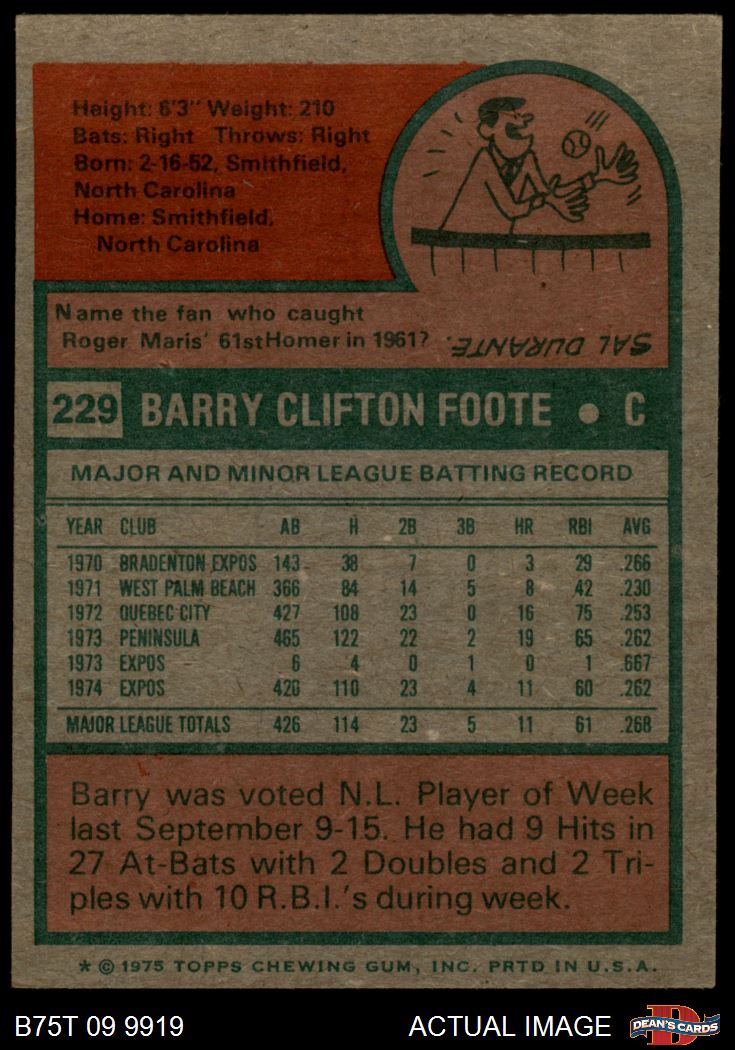 Height: 6'3" Weight: 210
Bats: Right Throws: Right
Born: 2-16-52, Smithfield,
North Carolina
Home: Smithfield,
North Carolina
Name the fan who caught
Roger Maris' 61st Homer in 1961?
SAL DURANTE.
229 BARRY CLIFTON FOOTE • C
MAJOR AND MINOR LEAGUE BATTING RECORD
YEAR CLUB AB H 2B 3B HR RBI AVG
1970 BRADENTON EXPOS 143 38 7 0 3 29 .266
1971 WEST PALM BEACH 366 84 14 5 8 42 .230
1972 QUEBEC CITY 427 108 23 0 16 75 .253
1973 PENINSULA 465 122 22 2 19 65 .262
1973 EXPOS 6 4 0 1 0 1 .667
1974 EXPOS 420 110 23 4 11 60 .262
MAJOR LEAGUE TOTALS 426 114 23 5 11 61 .268
Barry was voted N.L. Player of Week
last September 9-15. He had 9 Hits in
27 At-Bats with 2 Doubles and 2 Tri-
ples with 10 R.B.I.'s during week.
* © 1975 TOPPS CHEWING GUM, INC. PRTD IN U.S.A.
B75T 09 9919 ACTUAL IMAGE D DEAN'S CARDS